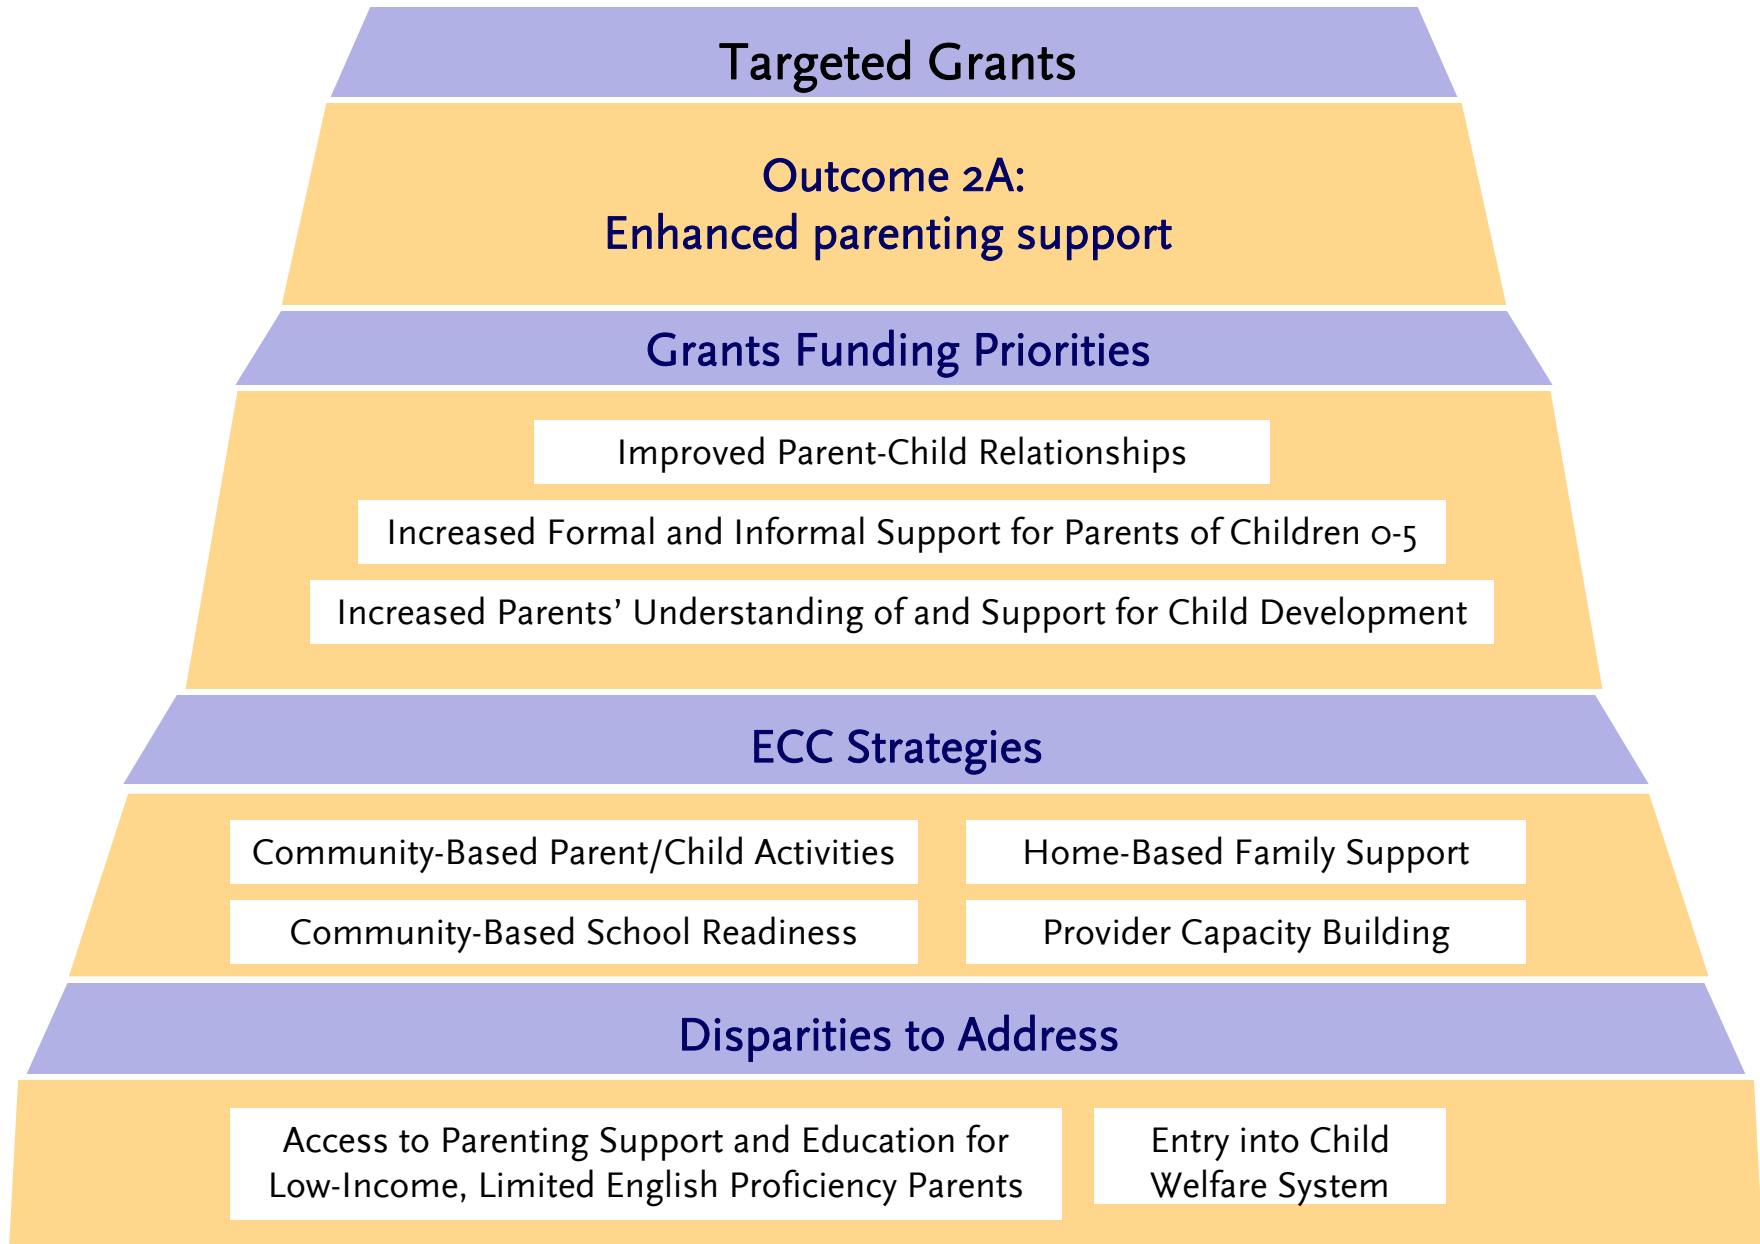 Targeted Grants
Outcome 2A:
Enhanced parenting support
Grants Funding Priorities
Improved Parent-Child Relationships
Increased Formal and Informal Support for Parents of Children 0-5
Increased Parents’ Understanding of and Support for Child Development
ECC Strategies
Community-Based Parent/Child Activities
Home-Based Family Support
Community-Based School Readiness
Provider Capacity Building
Disparities to Address
Access to Parenting Support and Education for
Low-Income, Limited English Proficiency Parents
Entry into Child
Welfare System